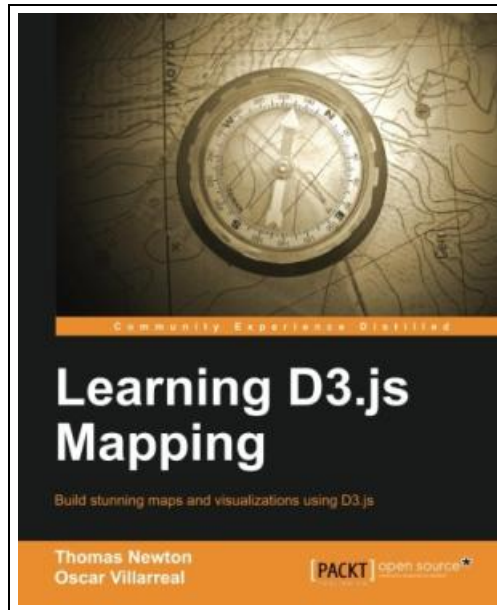 Community Experience Distilled
Learning D3.js
Mapping
Build stunning maps and visualizations using D3.js
Thomas Newton
Oscar Villarreal
[PACKT] open source*